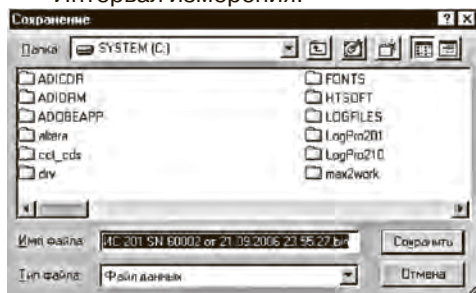 Интервал измерения.
Сохранение
Папка: SYSTEM (C:)
ADICDR
ADIDRM
ADOBEAPP
altera
ccl_cds
drv
FONTS
HTSOFT
LOGFILES
LogPro201
LogPro210
max2work
Имя файла: ИС 201 SN 60002 от 21.09.2006 23.55.27.bin
Сохранить
Тип файла: Файл данных
Отмена